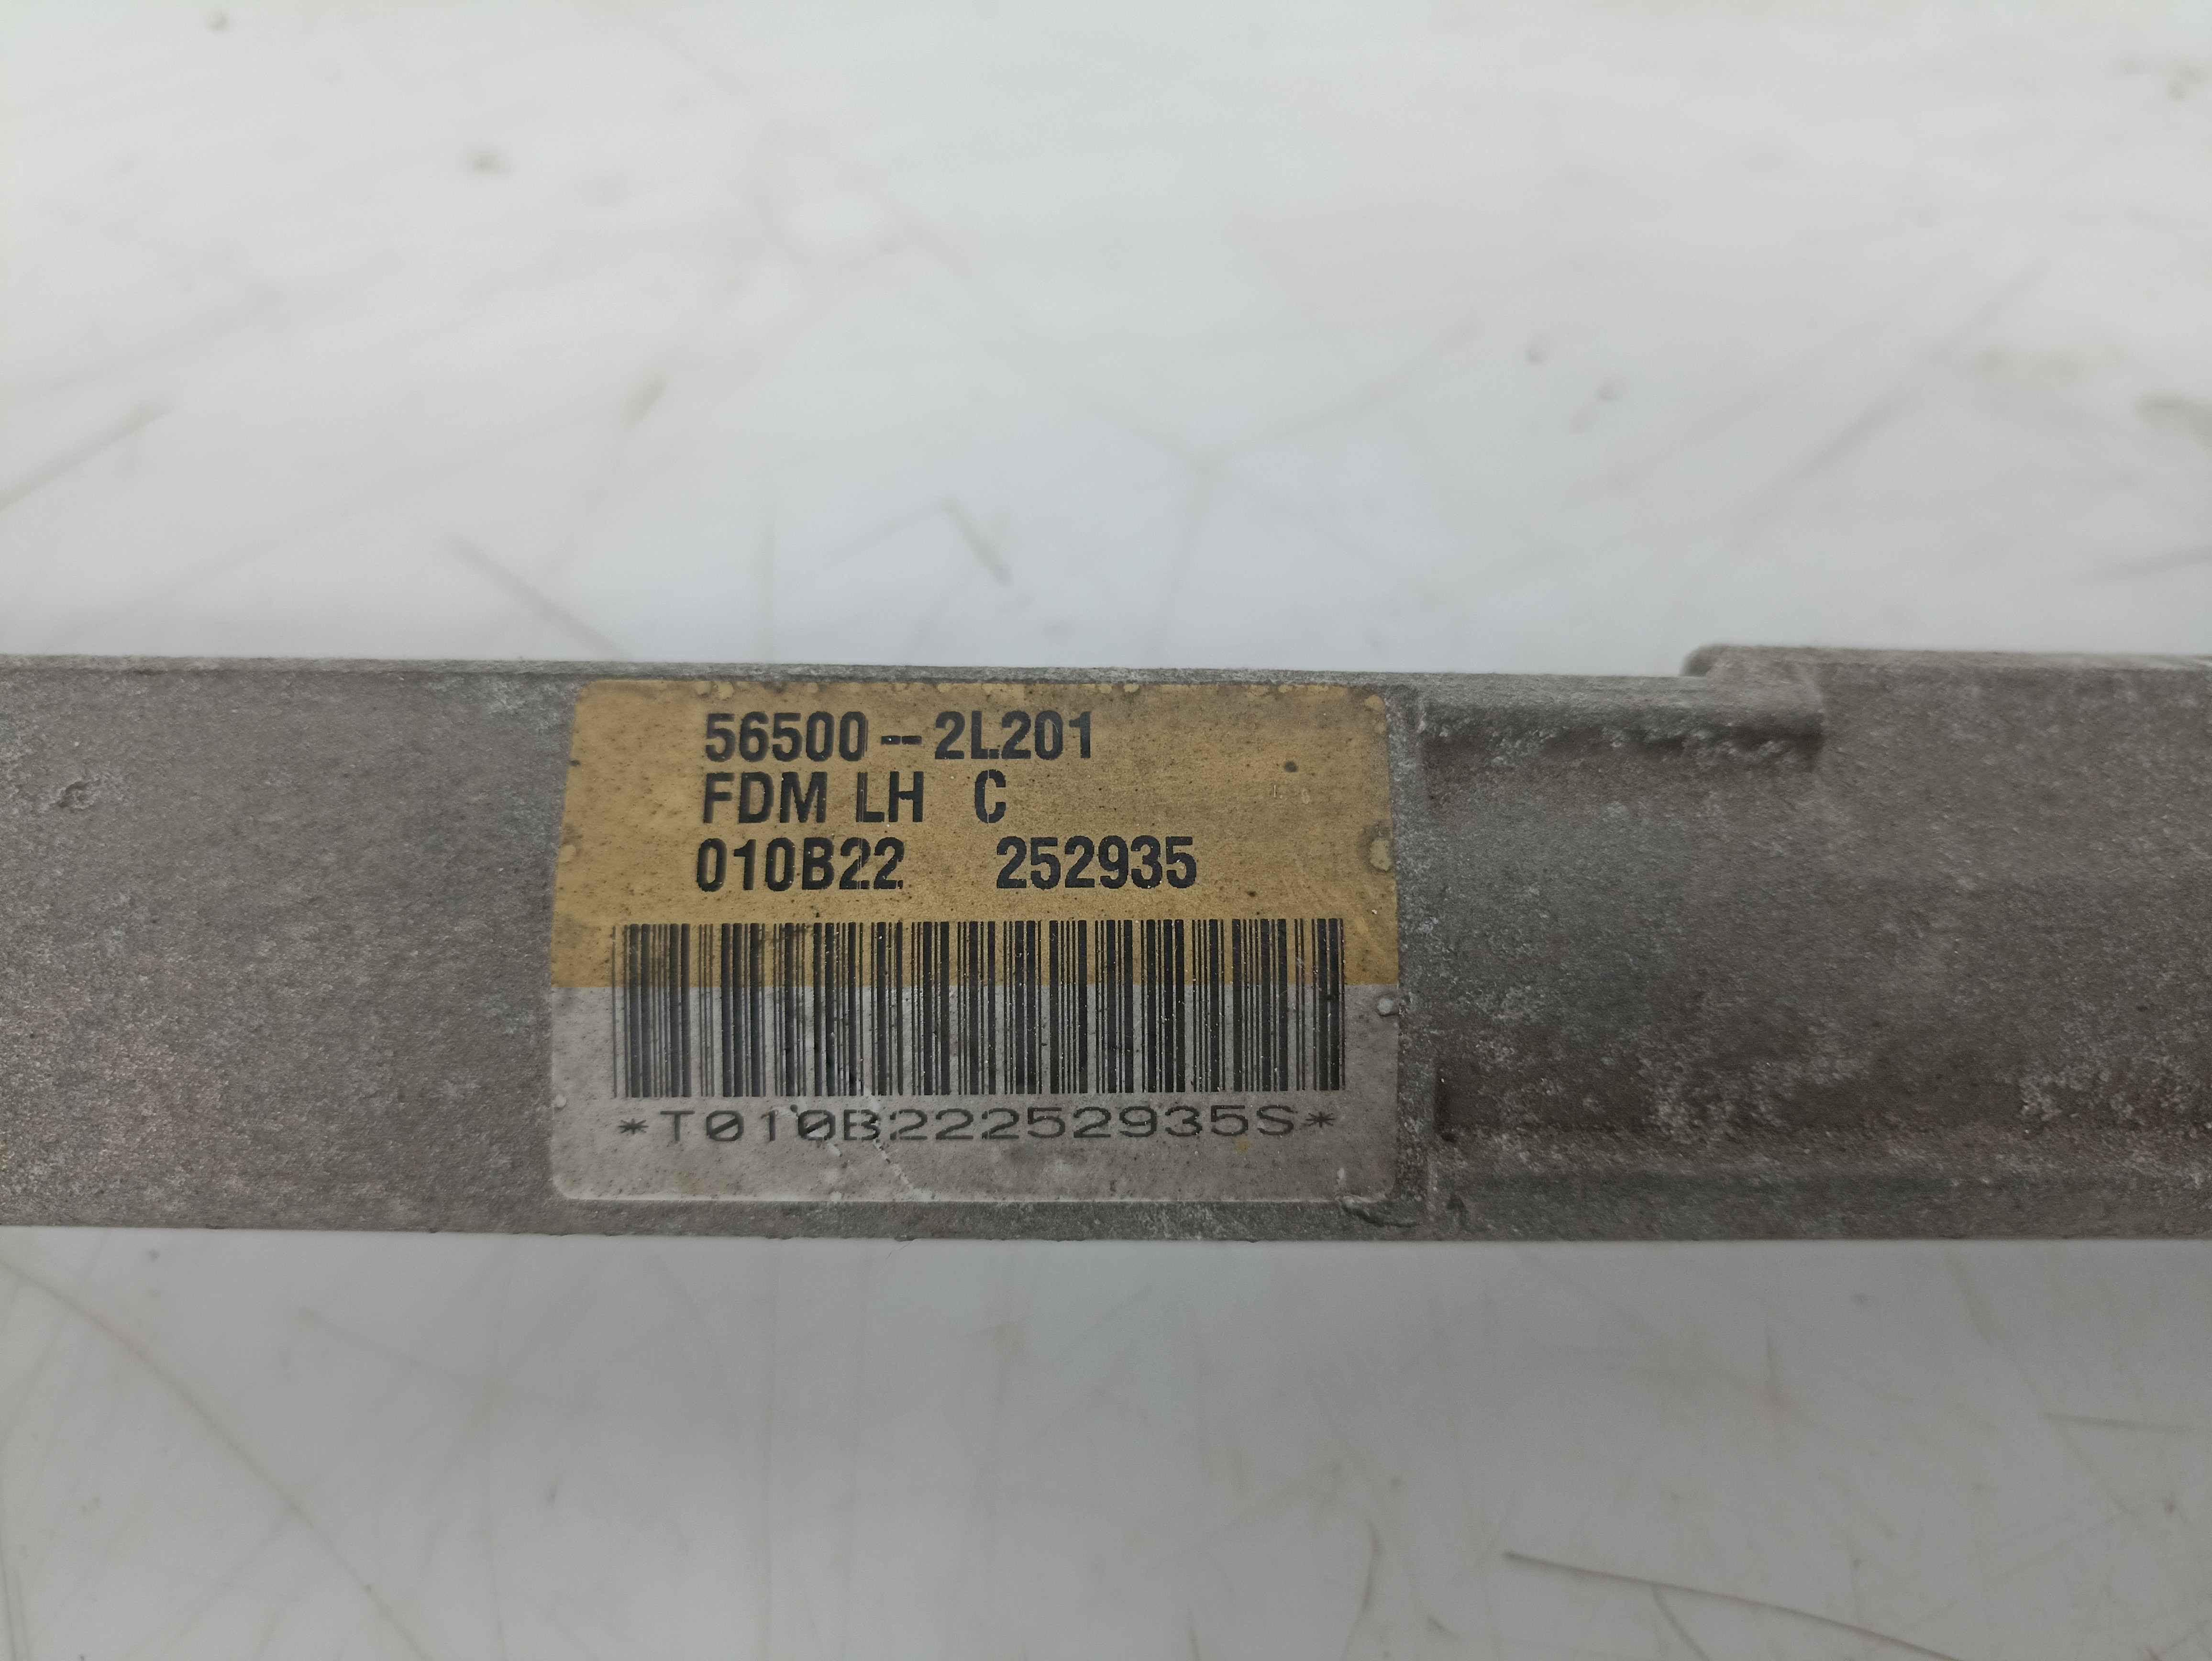 56500--2L201
FDM LH C
010B22 252935
*T010B22252935S*